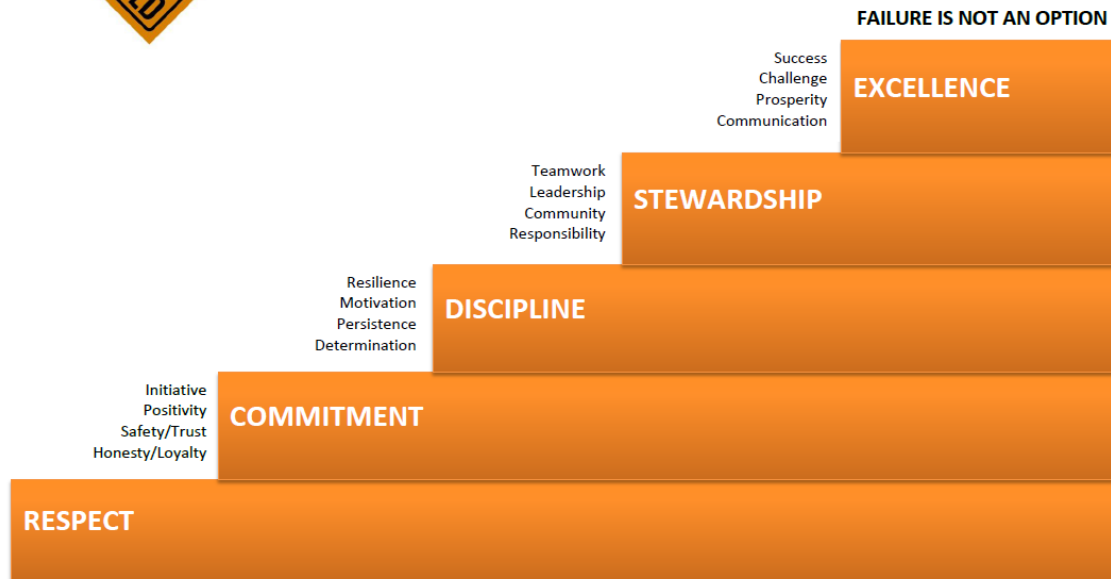 FAILURE IS NOT AN OPTION
Success
Challenge
Prosperity
Communication
EXCELLENCE
Teamwork
Leadership
Community
Responsibility
STEWARDSHIP
Resilience
Motivation
Persistence
Determination
DISCIPLINE
Initiative
Positivity
Safety/Trust
Honesty/Loyalty
COMMITMENT
RESPECT